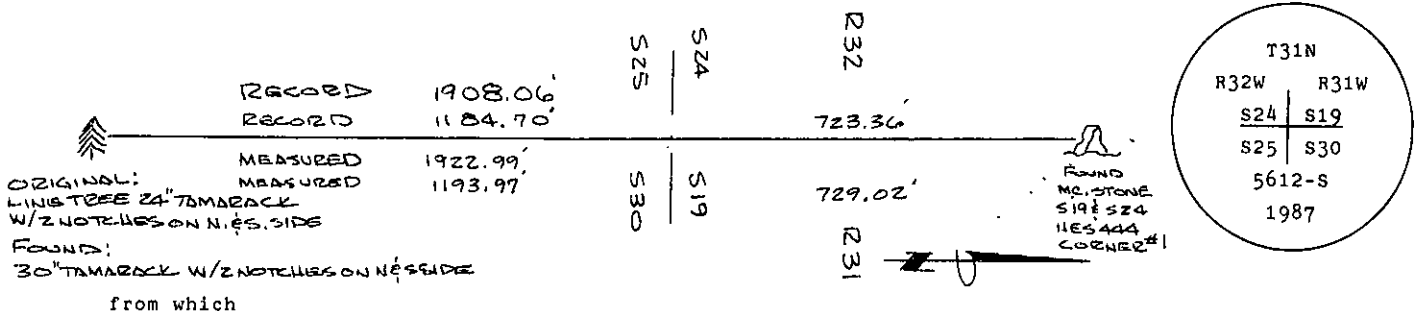 RECORD 1908.06'
RECORD 1184.70' 723.36'
MEASURED 1922.99'
MEASURED 1193.97' 729.02'
S25 S24
S30 S19
R32
R31
ORIGINAL:
LINE TREE 24" TAMARACK
W/2 NOTCHES ON N. & S. SIDE
FOUND:
30" TAMARACK W/2 NOTCHES ON N & S SIDE
from which
FOUND
MC. STONE
S19 & S24
HES 444
CORNER #1
T31N
R32W R31W
S24 S19
S25 S30
5612-S
1987